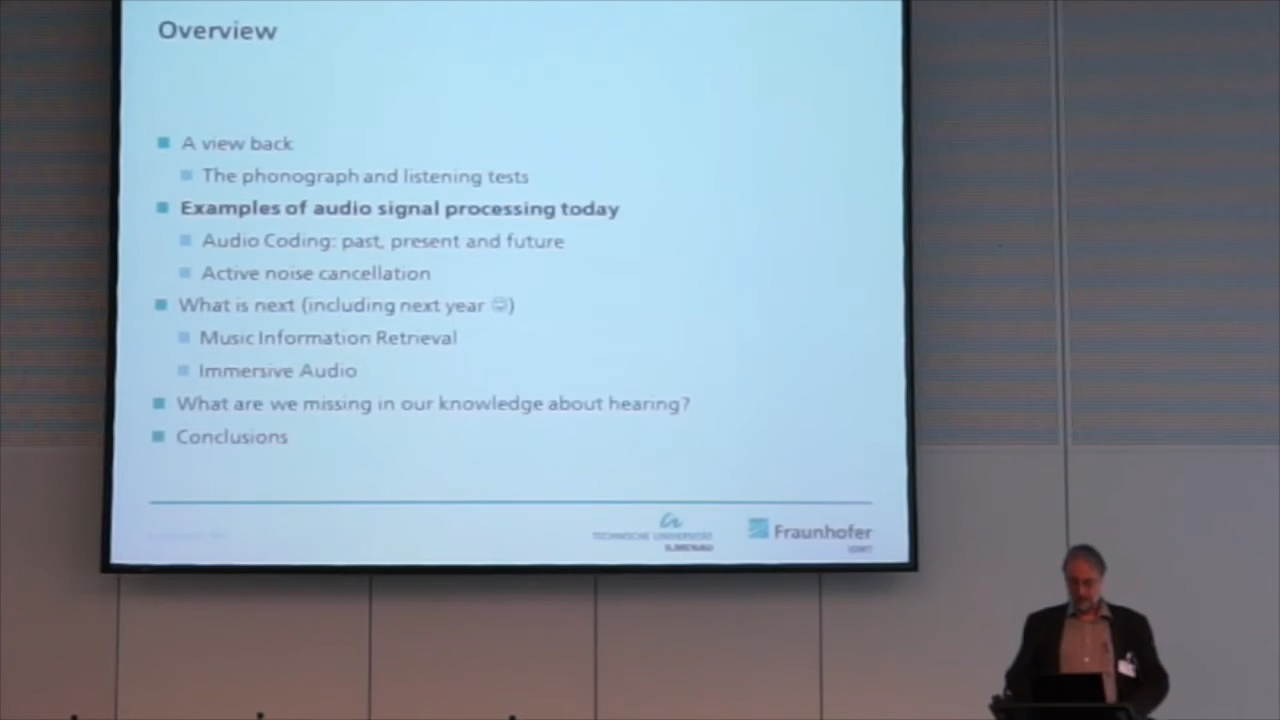 Overview
A view back
The phonograph and listening tests
Examples of audio signal processing today
Audio Coding: past, present and future
Active noise cancellation
What is next (including next year 😊)
Music Information Retrieval
Immersive Audio
What are we missing in our knowledge about hearing?
Conclusions
TECHNISCHE UNIVERSITÄT
ILMENAU
Fraunhofer
IDMT